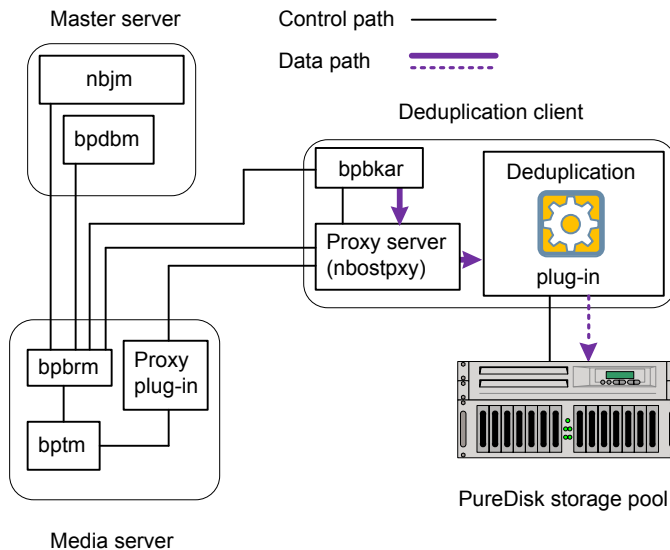 Master server
Control path
Data path
nbjm
bpdbm
Deduplication client
bpbkar
Proxy server
(nbostpxy)
Deduplication
plug-in
bpbrm
Proxy
plug-in
bptm
PureDisk storage pool
Media server